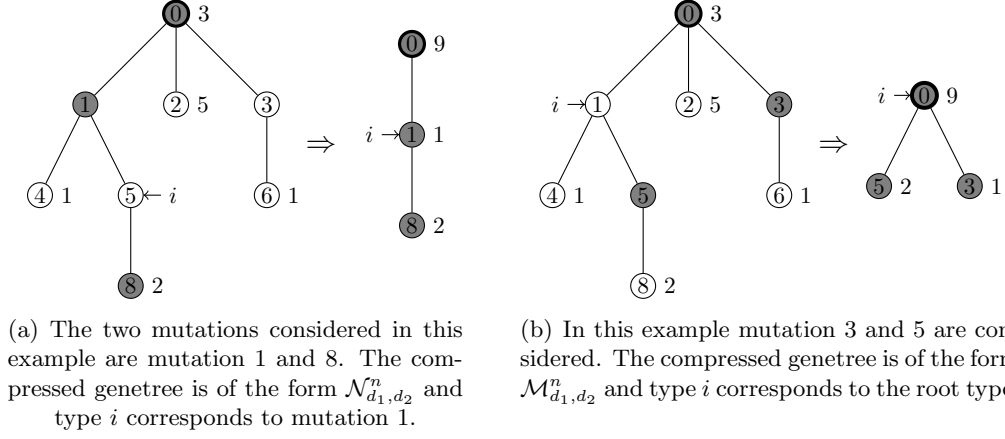 0 3
0 9
1
2 5
3
⇒
i → 1 1
4 1
5 ← i
6 1
8 2
8 2
0 3
i → 1
2 5
3
i → 0 9
⇒
4 1
5
6 1
5 2
3 1
8 2
(a) The two mutations considered in this
example are mutation 1 and 8. The com-
pressed genetree is of the form 𝒩ⁿ_{d₁,d₂} and
type i corresponds to mutation 1.
(b) In this example mutation 3 and 5 are con
sidered. The compressed genetree is of the form
ℳⁿ_{d₁,d₂} and type i corresponds to the root type